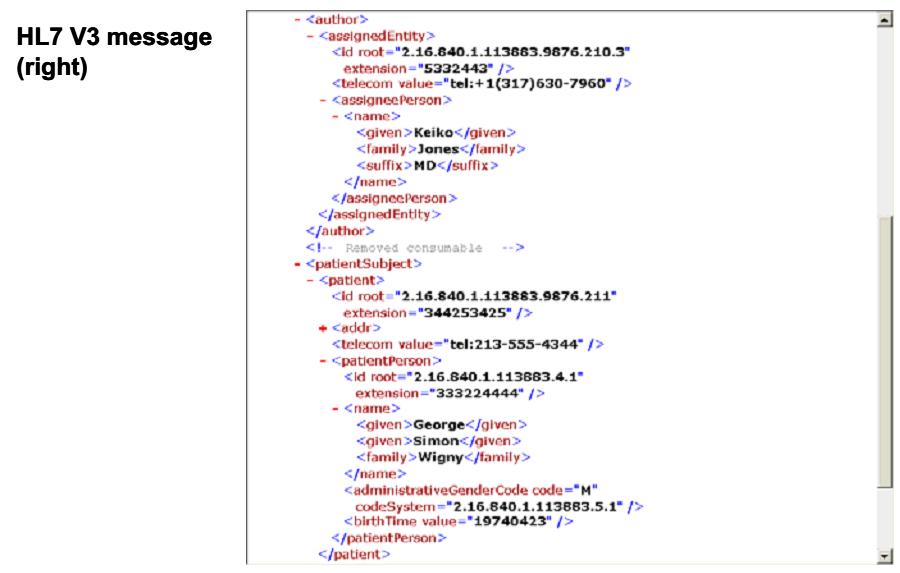 HL7 V3 message
(right)
- <author>
- <assignedEntity>
<id root="2.16.840.1.113883.9876.210.3"
extension="5332443" />
<telecom value="tel:+1(317)630-7960" />
- <assigneePerson>
- <name>
<given>Keiko</given>
<family>Jones</family>
<suffix>MD</suffix>
</name>
</assigneePerson>
</assignedEntity>
</author>
<!-- Removed consumable -->
- <patientSubject>
- <patient>
<id root="2.16.840.1.113883.9876.211"
extension="344253425" />
+ <addr>
<telecom value="tel:213-555-4344" />
- <patientPerson>
<id root="2.16.840.1.113883.4.1"
extension="333224444" />
- <name>
<given>George</given>
<given>Simon</given>
<family>Wigny</family>
</name>
<administrativeGenderCode code="M"
codeSystem="2.16.840.1.113883.5.1" />
<birthTime value="19740423" />
</patientPerson>
</patient>